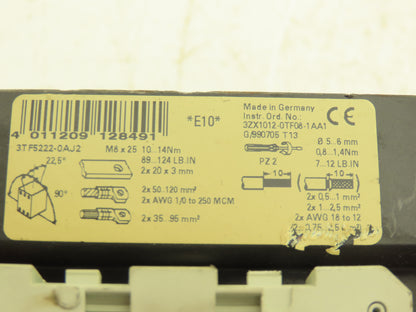 4 011209 128491
3TF5222-0AJ2
*E10*
Made in Germany
Instr. Ord. No.:
3ZX1012-0TF08-1AA1
G/990705 T13
CE
M8 x 25 10...14Nm
89...124 LB.IN
2x 20 x 3 mm
2x 50...120 mm²
2x AWG 1/0 to 250 MCM
2x 35...95 mm²
22,5°
90°
Ø 5...6mm
0,8...1,4Nm
PZ 2
7...12 LB.IN
10
10
2x 0,5...1 mm²
2x 1...2,5 mm²
2x AWG 18 to 12